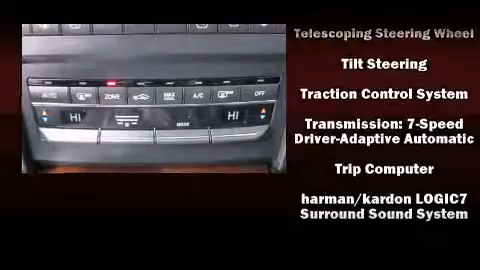 Telescoping Steering Wheel
Tilt Steering
Traction Control System
Transmission: 7-Speed
Driver-Adaptive Automatic
Trip Computer
harman/kardon LOGIC7
Surround Sound System
AUTO ZONE MAX COOL A/C OFF
HI HI
MODE